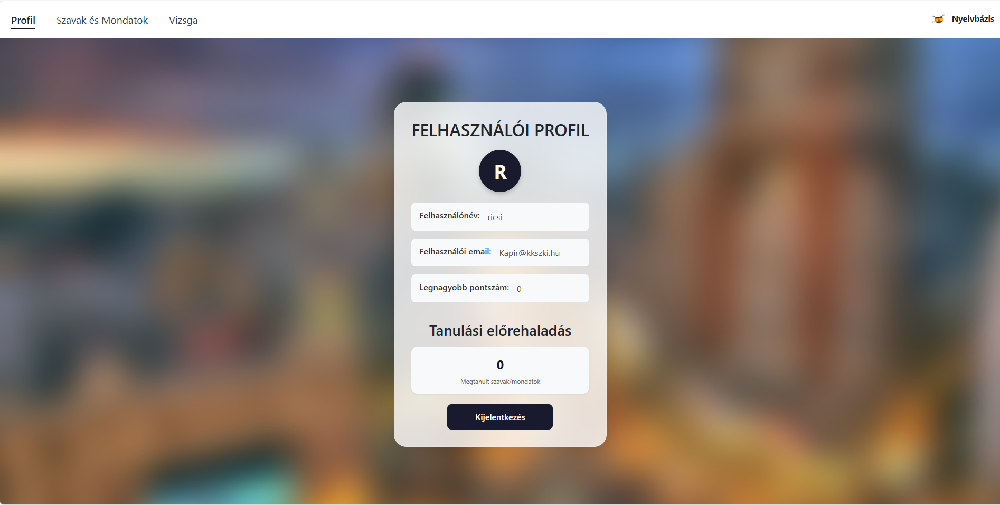 Profil Szavak és Mondatok Vizsga Nyelvbázis
FELHASZNÁLÓI PROFIL
R
Felhasználónév: ricsi
Felhasználói email: Kapir@kkszki.hu
Legnagyobb pontszám: 0
Tanulási előrehaladás
0
Megtanult szavak/mondatok
Kijelentkezés